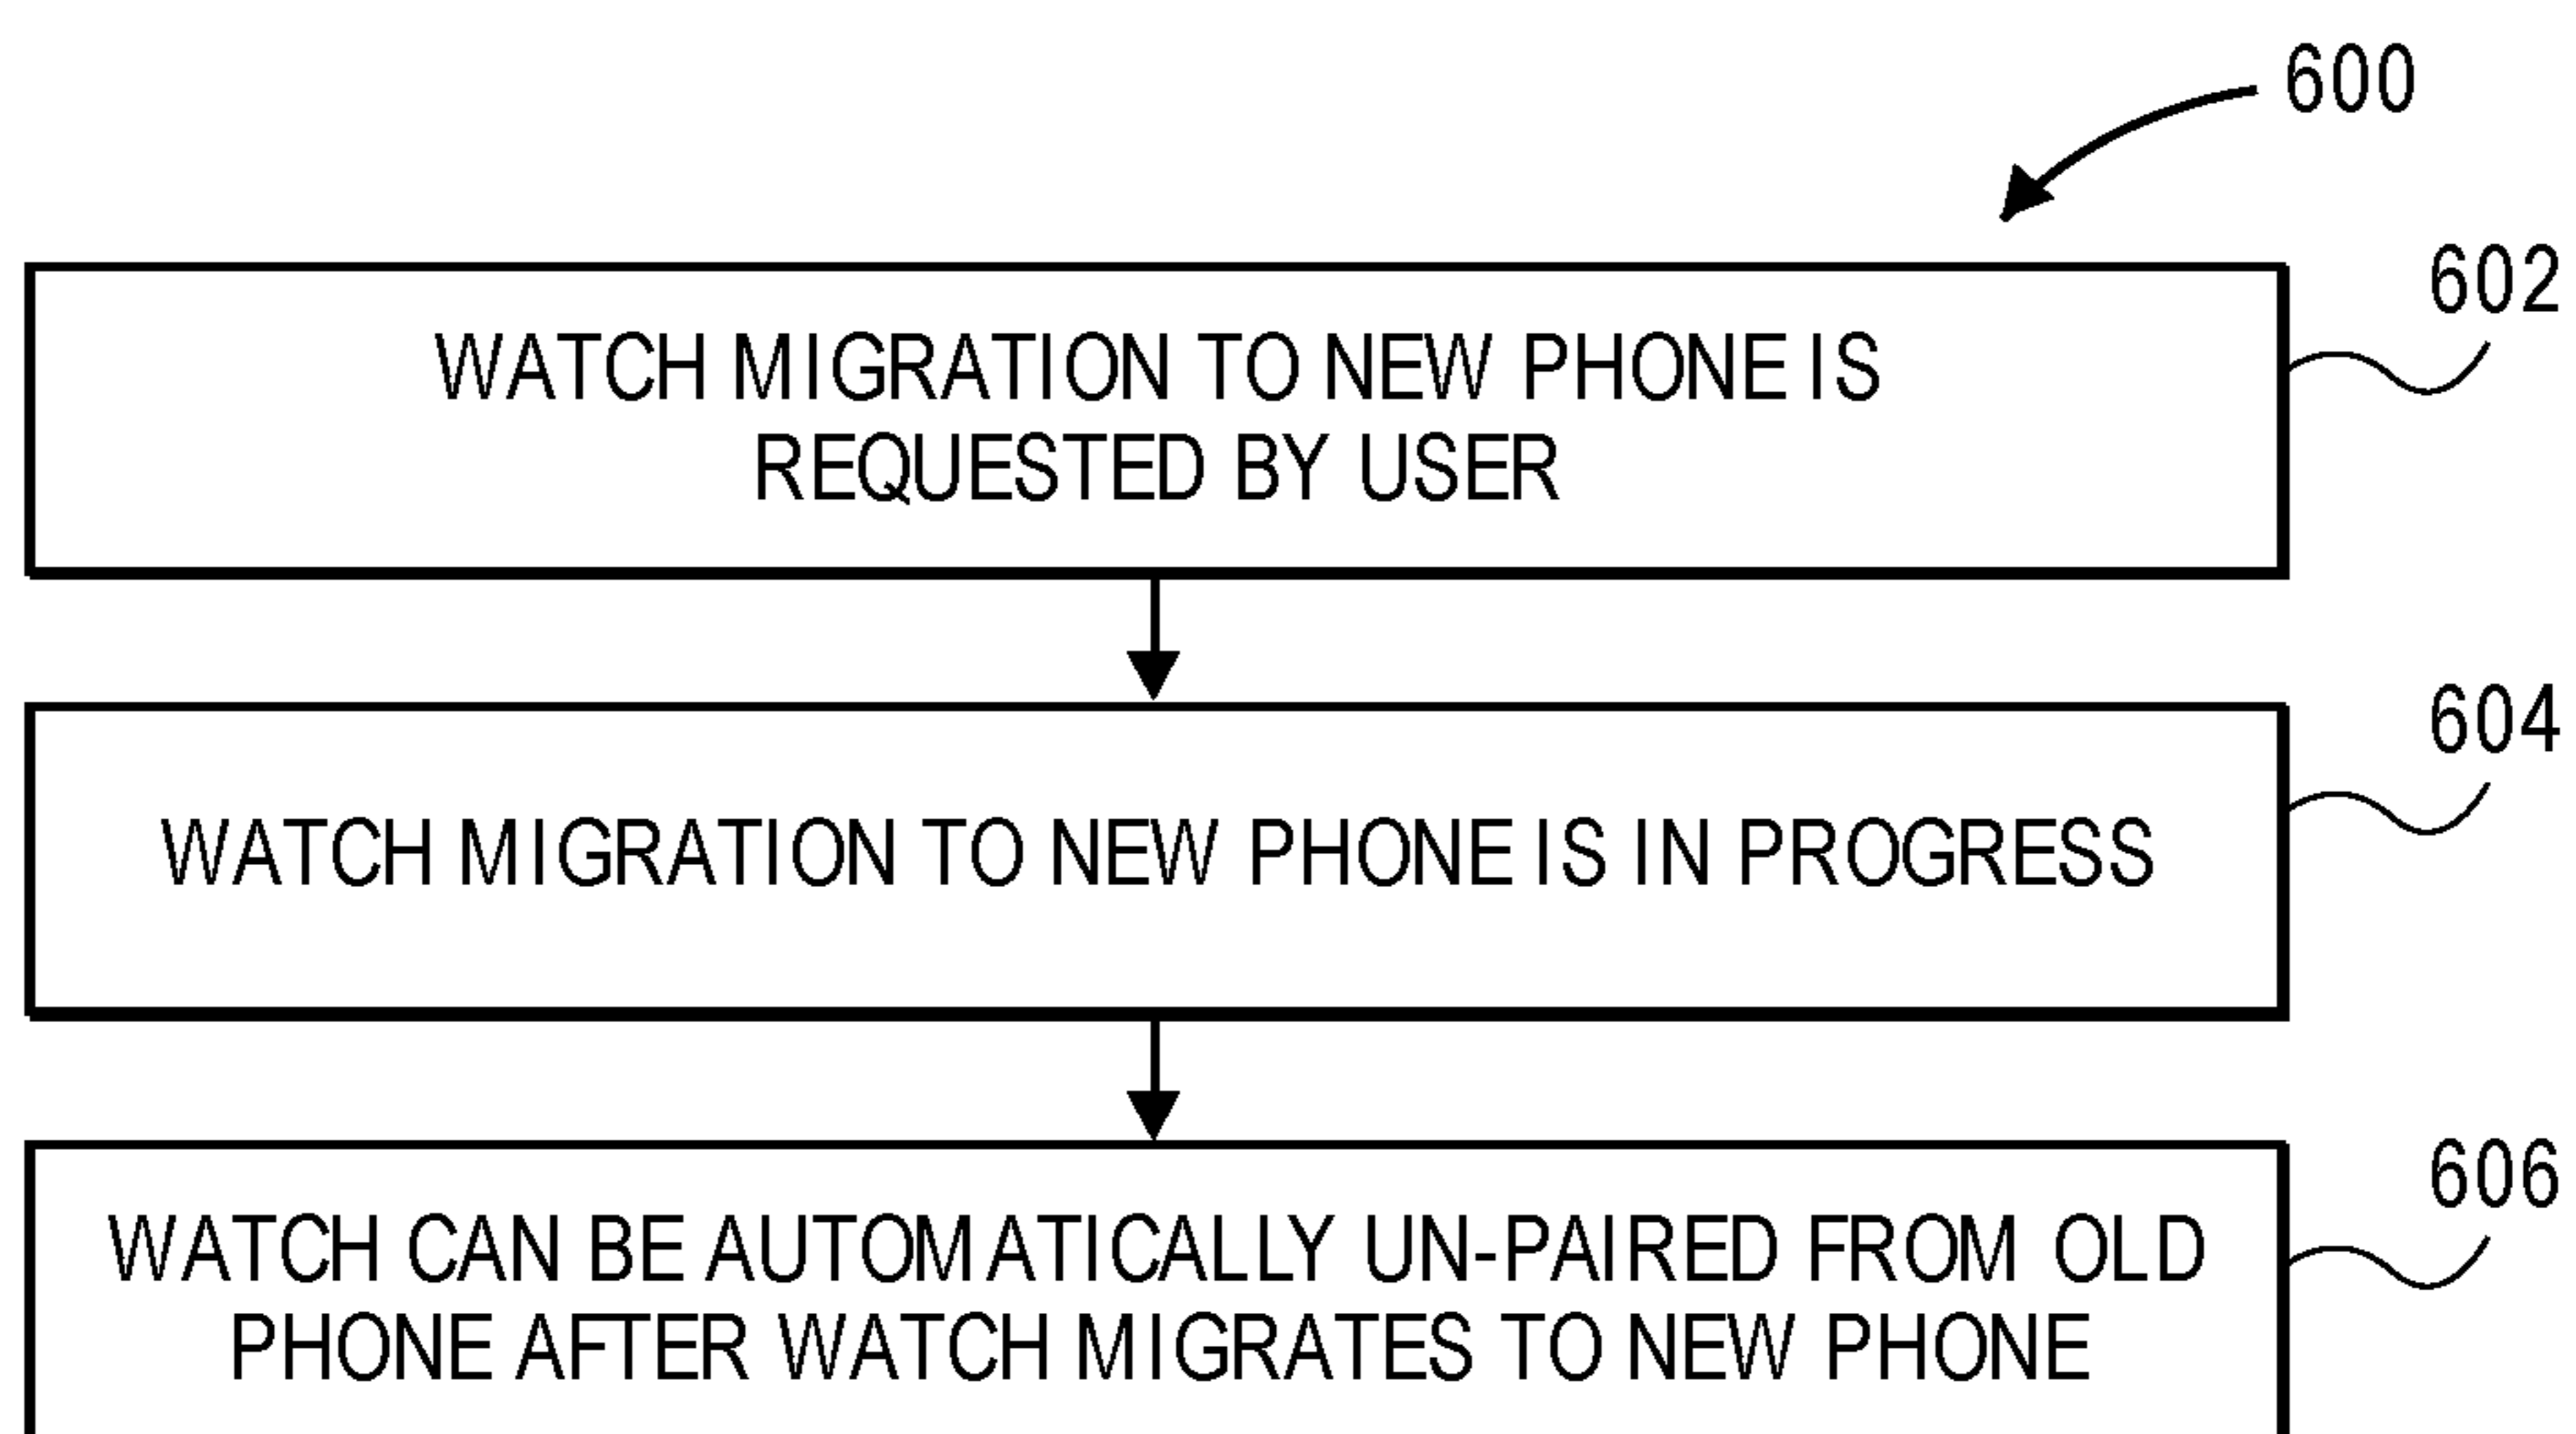 600
602
WATCH MIGRATION TO NEW PHONE IS
REQUESTED BY USER
604
WATCH MIGRATION TO NEW PHONE IS IN PROGRESS
606
WATCH CAN BE AUTOMATICALLY UN-PAIRED FROM OLD
PHONE AFTER WATCH MIGRATES TO NEW PHONE